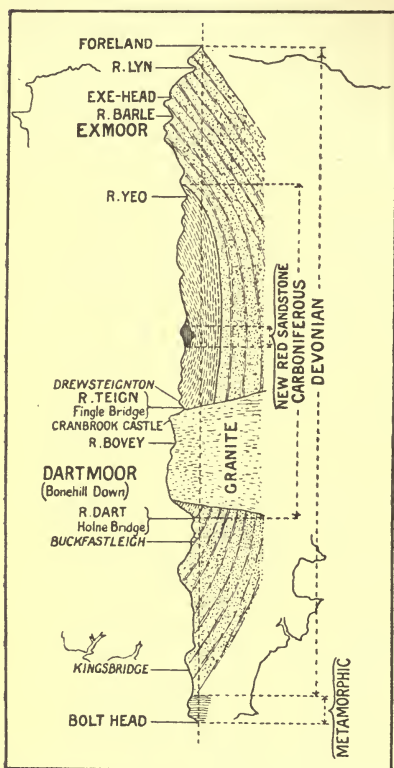 FORELAND
R. LYN
EXE-HEAD
R. BARLE
EXMOOR
R. YEO
DREWSTEIGNTON
R. TEIGN
Fingle Bridge
CRANBROOK CASTLE
R. BOVEY
DARTMOOR
(Bonehill Down)
R. DART
Holne Bridge
BUCKFASTLEIGH
KINGSBRIDGE
BOLT HEAD
GRANITE
NEW RED SANDSTONE
CARBONIFEROUS
DEVONIAN
METAMORPHIC